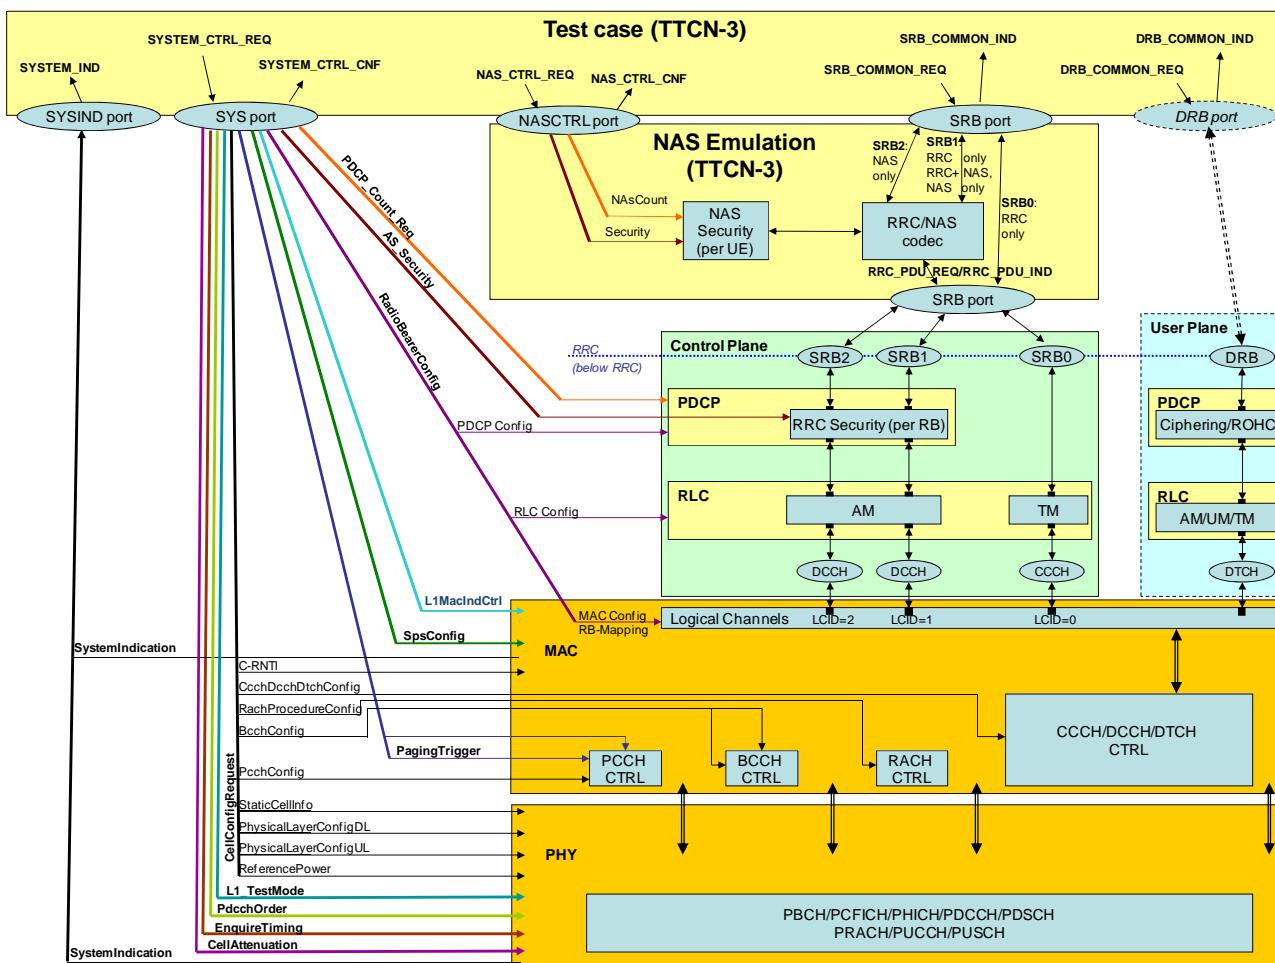 Test case (TTCN-3)
SYSTEM_IND
SYSTEM_CTRL_REQ
SYSTEM_CTRL_CNF
NAS_CTRL_REQ
NAS_CTRL_CNF
SRB_COMMON_IND
SRB_COMMON_REQ
DRB_COMMON_IND
DRB_COMMON_REQ
SYSIND port
SYS port
NASCTRL port
SRB port
DRB port
NAS Emulation
(TTCN-3)
SRB2:
NAS
only
SRB1:
RRC only
RRC+ NAS,
NAS only
SRB0:
RRC
only
NAsCount
Security
NAS
Security
(per UE)
RRC/NAS
codec
RRC_PDU_REQ/RRC_PDU_IND
SRB port
PDCP_Count_Req
AS_Security
RadioBearerConfig
Control Plane
User Plane
RRC
(below RRC)
SRB2
SRB1
SRB0
DRB
PDCP
RRC Security (per RB)
PDCP Config
PDCP
Ciphering/ROHC
RLC
AM
TM
RLC Config
RLC
AM/UM/TM
DCCH
DCCH
CCCH
DTCH
L1MacIndCtrl
MAC Config
RB-Mapping
Logical Channels
LCID=2
LCID=1
LCID=0
SpsConfig
MAC
SystemIndication
C-RNTI
CcchDcchDtchConfig
RachProcedureConfig
BcchConfig
PagingTrigger
PcchConfig
PCCH
CTRL
BCCH
CTRL
RACH
CTRL
CCCH/DCCH/DTCH
CTRL
CellConfigRequest
StaticCellInfo
PhysicalLayerConfigDL
PhysicalLayerConfigUL
ReferencePower
PHY
L1_TestMode
PdcchOrder
EnquireTiming
CellAttenuation
SystemIndication
PBCH/PCFICH/PHICH/PDCCH/PDSCH
PRACH/PUCCH/PUSCH